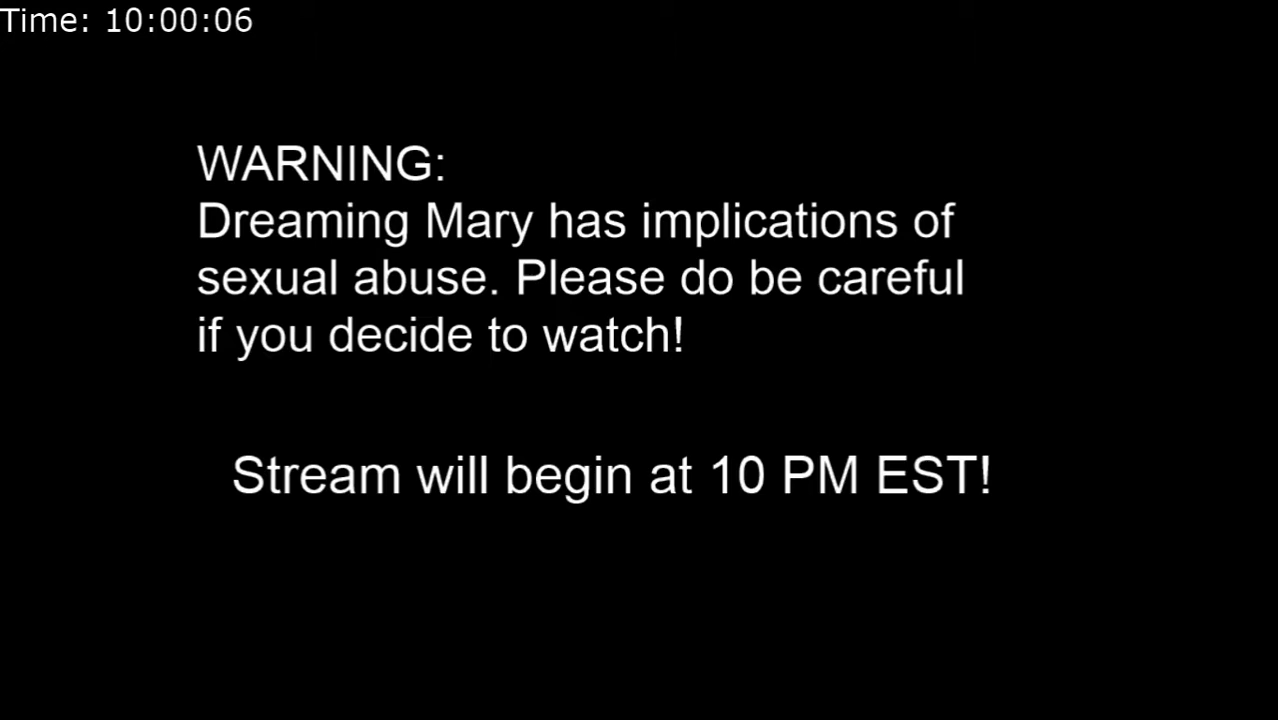 Time: 10:00:06
WARNING:
Dreaming Mary has implications of
sexual abuse. Please do be careful
if you decide to watch!
Stream will begin at 10 PM EST!